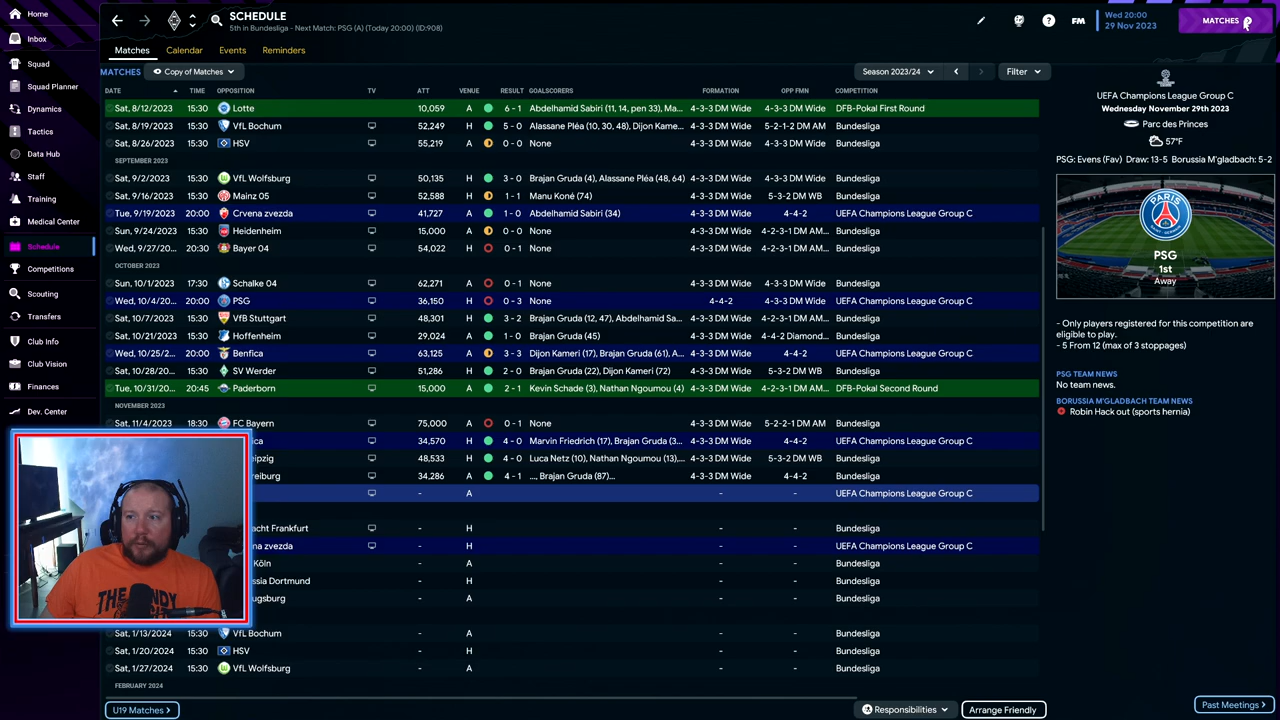 Home
Inbox
Squad
Squad Planner
Dynamics
Tactics
Data Hub
Staff
Training
Medical Center
Schedule
Competitions
Scouting
Transfers
Club Info
Club Vision
Finances
Dev. Center
SCHEDULE
5th in Bundesliga - Next Match: PSG (A) (Today 20:00) (ID:908)
FM
Wed 20:00
29 Nov 2023
MATCHES
Matches Calendar Events Reminders
MATCHES Copy of Matches Season 2023/24 Filter
DATE TIME OPPOSITION TV ATT VENUE RESULT GOALSCORERS FORMATION OPP FMN COMPETITION
Sat, 8/12/2023 15:30 Lotte 10,059 A 6 - 1 Abdelhamid Sabiri (11, 14, pen 33), Ma... 4-3-3 DM Wide 4-3-3 DM Wide DFB-Pokal First Round
Sat, 8/19/2023 15:30 VfL Bochum 52,249 H 5 - 0 Alassane Pléa (10, 30, 48), Dijon Kame... 4-3-3 DM Wide 5-2-1-2 DM AM Bundesliga
Sat, 8/26/2023 15:30 HSV 55,219 A 0 - 0 None 4-3-3 DM Wide 4-3-3 DM Wide Bundesliga
SEPTEMBER 2023
Sat, 9/2/2023 15:30 VfL Wolfsburg 50,135 H 3 - 0 Brajan Gruda (4), Alassane Pléa (48, 64) 4-3-3 DM Wide 4-3-3 DM Wide Bundesliga
Sat, 9/16/2023 15:30 Mainz 05 52,588 H 1 - 1 Manu Koné (74) 4-3-3 DM Wide 5-3-2 DM WB Bundesliga
Tue, 9/19/2023 20:00 Crvena zvezda 41,727 A 1 - 0 Abdelhamid Sabiri (34) 4-3-3 DM Wide 4-4-2 UEFA Champions League Group C
Sun, 9/24/2023 15:30 Heidenheim 15,000 A 0 - 0 None 4-3-3 DM Wide 4-2-3-1 DM AM... Bundesliga
Wed, 9/27/20... 20:30 Bayer 04 54,022 H 0 - 1 None 4-3-3 DM Wide 4-2-3-1 DM AM... Bundesliga
OCTOBER 2023
Sun, 10/1/2023 17:30 Schalke 04 62,271 A 0 - 1 None 4-3-3 DM Wide 4-3-3 DM Wide Bundesliga
Wed, 10/4/20... 20:00 PSG 36,150 H 0 - 3 None 4-4-2 4-3-3 DM Wide UEFA Champions League Group C
Sat, 10/7/2023 15:30 VfB Stuttgart 48,301 H 3 - 2 Brajan Gruda (12, 47), Abdelhamid Sa... 4-3-3 DM Wide 4-2-3-1 DM AM... Bundesliga
Sat, 10/21/2023 15:30 Hoffenheim 29,024 A 1 - 0 Brajan Gruda (45) 4-3-3 DM Wide 4-4-2 Diamond... Bundesliga
Wed, 10/25/2... 20:00 Benfica 63,125 A 3 - 3 Dijon Kameri (17), Brajan Gruda (61), A... 4-3-3 DM Wide 4-4-2 UEFA Champions League Group C
Sat, 10/28/20... 15:30 SV Werder 51,286 H 2 - 0 Brajan Gruda (22), Dijon Kameri (72) 4-3-3 DM Wide 5-3-2 DM WB Bundesliga
Tue, 10/31/20... 20:45 Paderborn 15,000 A 2 - 1 Kevin Schade (3), Nathan Ngoumou (4) 4-3-3 DM Wide 4-2-3-1 DM AM... DFB-Pokal Second Round
NOVEMBER 2023
Sat, 11/4/2023 18:30 FC Bayern 75,000 A 0 - 1 None 4-3-3 DM Wide 5-2-2-1 DM AM Bundesliga
ica 34,570 H 4 - 0 Marvin Friedrich (17), Brajan Gruda (3... 4-3-3 DM Wide 4-4-2 UEFA Champions League Group C
eipzig 48,533 H 4 - 0 Luca Netz (10), Nathan Ngoumou (13),... 4-3-3 DM Wide 5-3-2 DM WB Bundesliga
reiburg 34,286 A 4 - 1 ..., Brajan Gruda (87)... 4-3-3 DM Wide 4-4-2 Bundesliga
- A - - UEFA Champions League Group C
acht Frankfurt - H - - Bundesliga
na zvezda - H - - UEFA Champions League Group C
Köln - A - - Bundesliga
ssia Dortmund - H - - Bundesliga
ugsburg - A - - Bundesliga
Sat, 1/13/2024 15:30 VfL Bochum - A - - Bundesliga
Sat, 1/20/2024 15:30 HSV - H - - Bundesliga
Sat, 1/27/2024 15:30 VfL Wolfsburg - A - - Bundesliga
FEBRUARY 2024
U19 Matches > Responsibilities Arrange Friendly
UEFA Champions League Group C
Wednesday November 29th 2023
Parc des Princes
57°F
PSG: Evens (Fav) Draw: 13-5 Borussia M'gladbach: 5-2
PARIS
PSG
1st
Away
- Only players registered for this competition are
eligible to play.
- 5 From 12 (max of 3 stoppages)
PSG TEAM NEWS
No team news.
BORUSSIA M'GLADBACH TEAM NEWS
Robin Hack out (sports hernia)
Past Meetings >